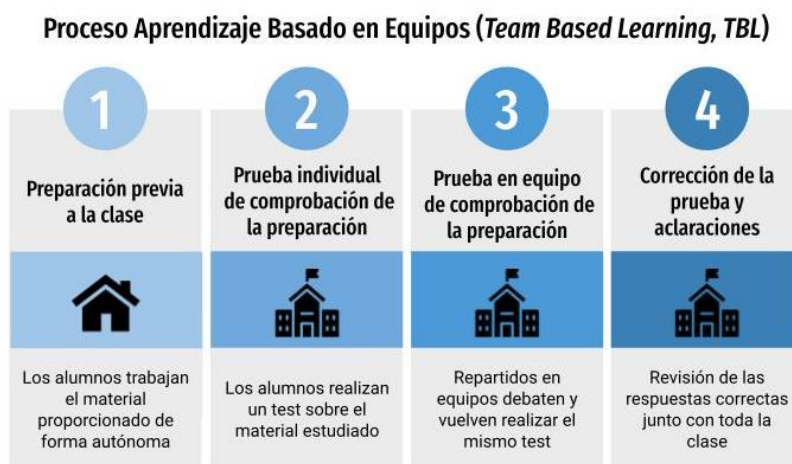 Proceso Aprendizaje Basado en Equipos (Team Based Learning, TBL)
1
Preparación previa
a la clase
Los alumnos trabajan
el material
proporcionado de
forma autónoma
2
Prueba individual
de comprobación de
la preparación
Los alumnos realizan
un test sobre el
material estudiado
3
Prueba en equipo
de comprobación de
la preparación
Repartidos en
equipos debaten y
vuelven realizar el
mismo test
4
Corrección de la
prueba y
aclaraciones
Revisión de las
respuestas correctas
junto con toda la
clase